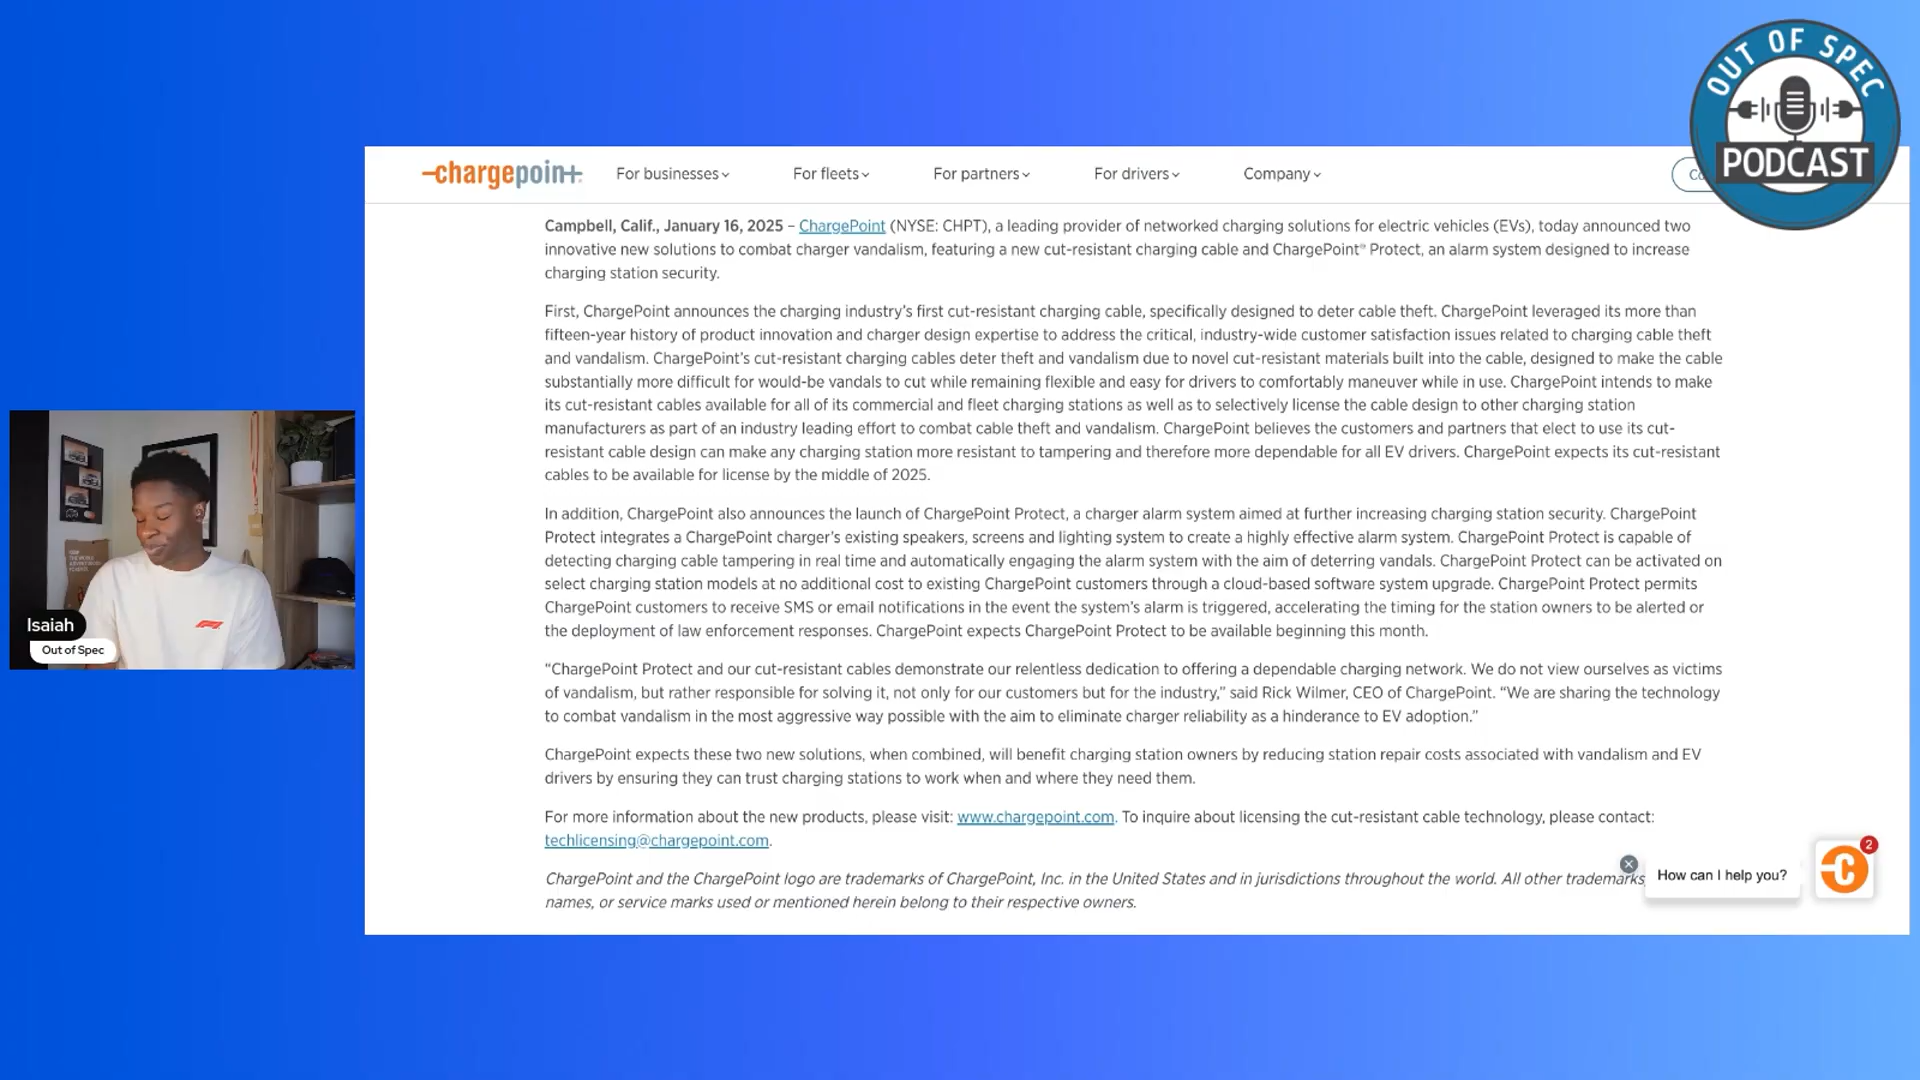 OUT OF SPEC
PODCAST
chargepoint
For businesses
For fleets
For partners
For drivers
Company
Campbell, Calif., January 16, 2025 – ChargePoint (NYSE: CHPT), a leading provider of networked charging solutions for electric vehicles (EVs), today announced two
innovative new solutions to combat charger vandalism, featuring a new cut-resistant charging cable and ChargePoint® Protect, an alarm system designed to increase
charging station security.
First, ChargePoint announces the charging industry’s first cut-resistant charging cable, specifically designed to deter cable theft. ChargePoint leveraged its more than
fifteen-year history of product innovation and charger design expertise to address the critical, industry-wide customer satisfaction issues related to charging cable theft
and vandalism. ChargePoint’s cut-resistant charging cables deter theft and vandalism due to novel cut-resistant materials built into the cable, designed to make the cable
substantially more difficult for would-be vandals to cut while remaining flexible and easy for drivers to comfortably maneuver while in use. ChargePoint intends to make
its cut-resistant cables available for all of its commercial and fleet charging stations as well as to selectively license the cable design to other charging station
manufacturers as part of an industry leading effort to combat cable theft and vandalism. ChargePoint believes the customers and partners that elect to use its cut-
resistant cable design can make any charging station more resistant to tampering and therefore more dependable for all EV drivers. ChargePoint expects its cut-resistant
cables to be available for license by the middle of 2025.
In addition, ChargePoint also announces the launch of ChargePoint Protect, a charger alarm system aimed at further increasing charging station security. ChargePoint
Protect integrates a ChargePoint charger’s existing speakers, screens and lighting system to create a highly effective alarm system. ChargePoint Protect is capable of
detecting charging cable tampering in real time and automatically engaging the alarm system with the aim of deterring vandals. ChargePoint Protect can be activated on
select charging station models at no additional cost to existing ChargePoint customers through a cloud-based software system upgrade. ChargePoint Protect permits
ChargePoint customers to receive SMS or email notifications in the event the system’s alarm is triggered, accelerating the timing for the station owners to be alerted or
the deployment of law enforcement responses. ChargePoint expects ChargePoint Protect to be available beginning this month.
“ChargePoint Protect and our cut-resistant cables demonstrate our relentless dedication to offering a dependable charging network. We do not view ourselves as victims
of vandalism, but rather responsible for solving it, not only for our customers but for the industry,” said Rick Wilmer, CEO of ChargePoint. “We are sharing the technology
to combat vandalism in the most aggressive way possible with the aim to eliminate charger reliability as a hinderance to EV adoption.”
ChargePoint expects these two new solutions, when combined, will benefit charging station owners by reducing station repair costs associated with vandalism and EV
drivers by ensuring they can trust charging stations to work when and where they need them.
For more information about the new products, please visit: www.chargepoint.com. To inquire about licensing the cut-resistant cable technology, please contact:
techlicensing@chargepoint.com.
ChargePoint and the ChargePoint logo are trademarks of ChargePoint, Inc. in the United States and in jurisdictions throughout the world. All other trademarks,
names, or service marks used or mentioned herein belong to their respective owners.
How can I help you?
2
Isaiah
Out of Spec